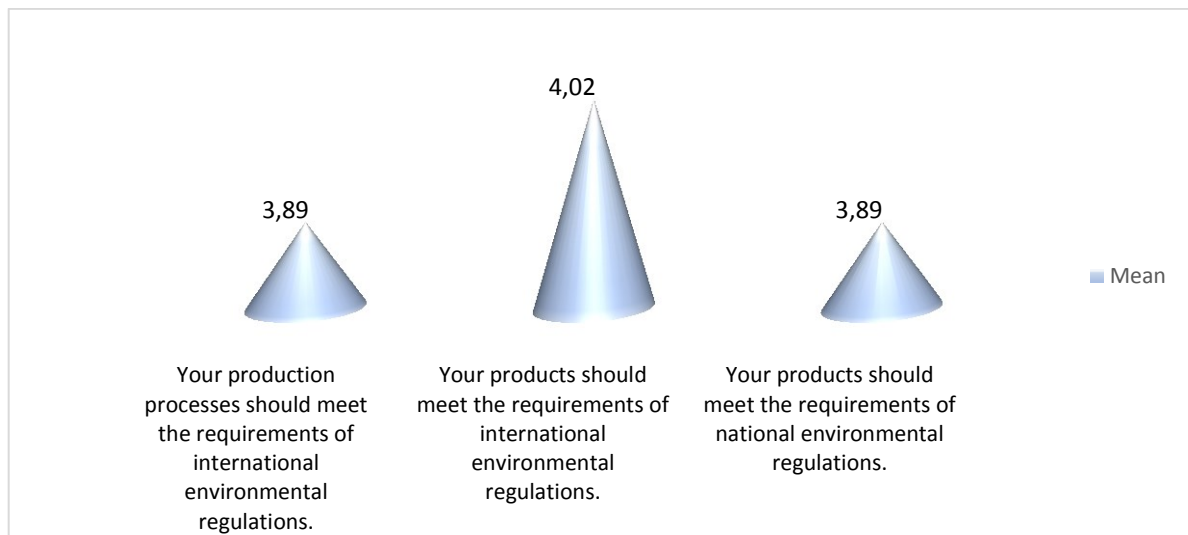 4,02
3,89
3,89
Mean
Your production
processes should meet
the requirements of
international
environmental
regulations.
Your products should
meet the requirements of
international
environmental
regulations.
Your products should
meet the requirements of
national environmental
regulations.